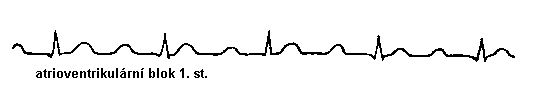 atrioventrikulární blok 1. st.